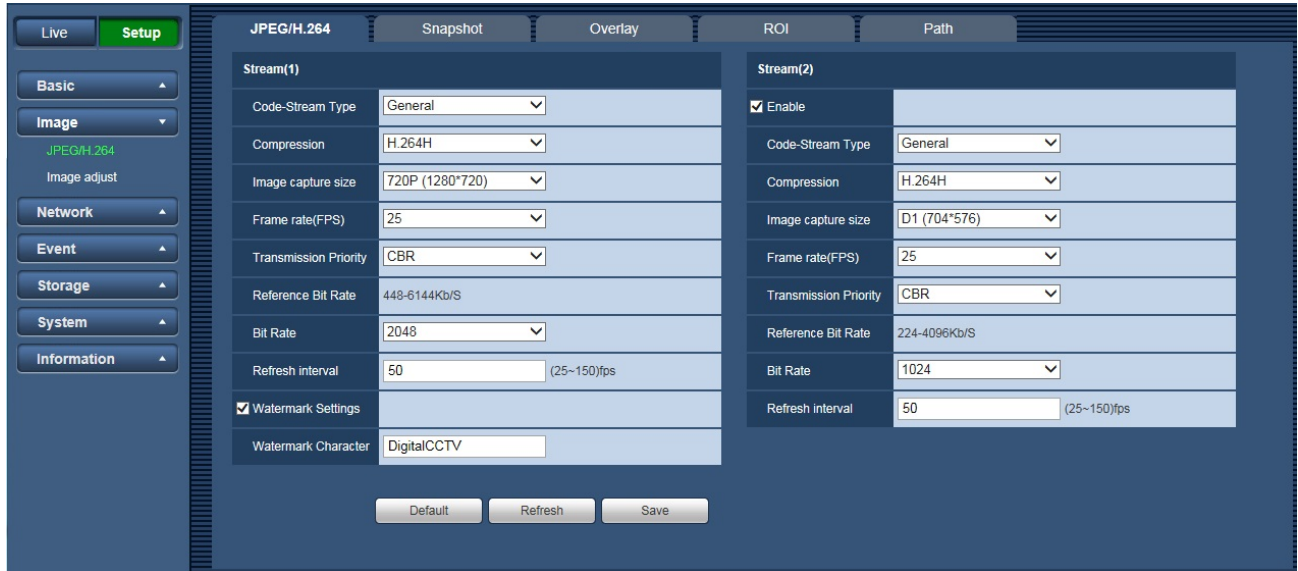 Live Setup
Basic
Image
JPEG/H.264
Image adjust
Network
Event
Storage
System
Information
JPEG/H.264 Snapshot Overlay ROI Path
Stream(1)
Code-Stream Type General
Compression H.264H
Image capture size 720P (1280*720)
Frame rate(FPS) 25
Transmission Priority CBR
Reference Bit Rate 448-6144Kb/S
Bit Rate 2048
Refresh interval 50 (25~150)fps
Watermark Settings
Watermark Character DigitalCCTV
Stream(2)
Enable
Code-Stream Type General
Compression H.264H
Image capture size D1 (704*576)
Frame rate(FPS) 25
Transmission Priority CBR
Reference Bit Rate 224-4096Kb/S
Bit Rate 1024
Refresh interval 50 (25~150)fps
Default Refresh Save